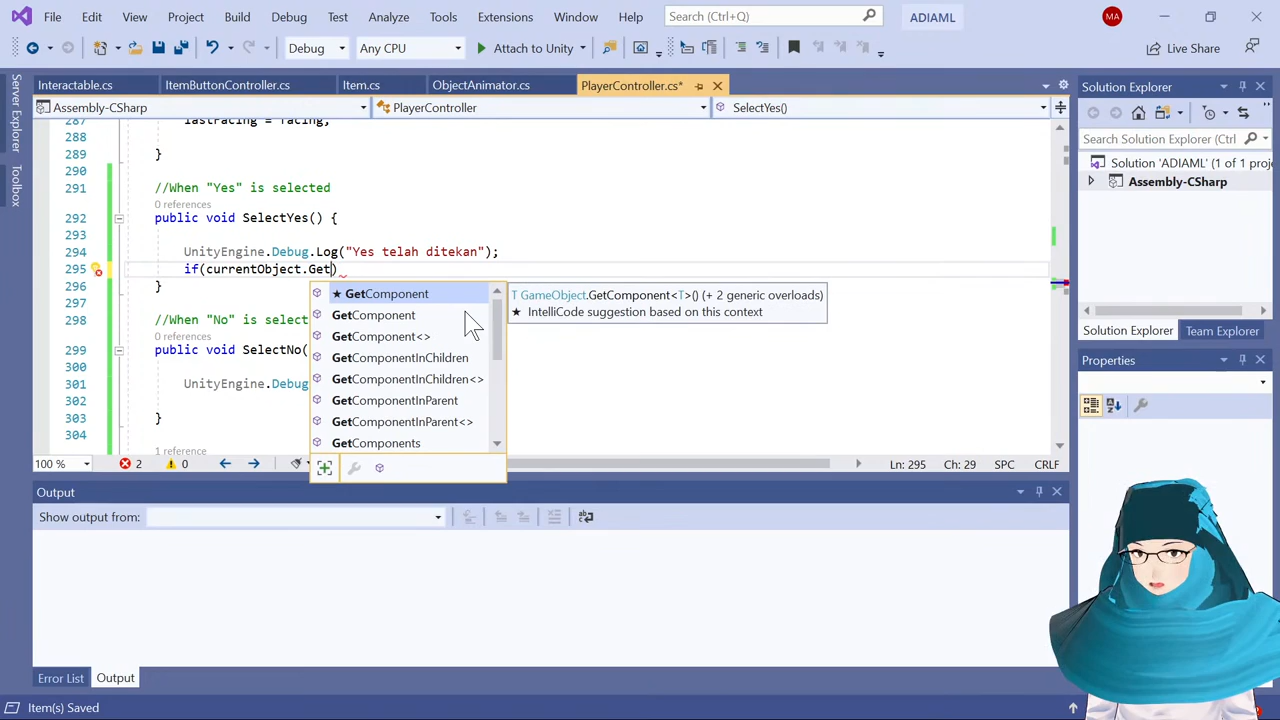 File Edit View Project Build Debug Test Analyze Tools Extensions Window Help Search (Ctrl+Q) ADIAML MA
Debug Any CPU Attach to Unity Live Share
Server Explorer
Toolbox
Interactable.cs ItemButtonController.cs Item.cs ObjectAnimator.cs PlayerController.cs*
Assembly-CSharp PlayerController SelectYes()
287 lastFacing = facing;
288
289 }
290
291 //When "Yes" is selected
0 references
292 public void SelectYes() {
293
294 UnityEngine.Debug.Log("Yes telah ditekan");
295 if(currentObject.Get)
296 }
297
298 //When "No" is select
0 references
299 public void SelectNo(
300
301 UnityEngine.Debug
302
303 }
304
1 reference
★ GetComponent
GetComponent
GetComponent<>
GetComponentInChildren
GetComponentInChildren<>
GetComponentInParent
GetComponentInParent<>
GetComponents
T GameObject.GetComponent<T>() (+ 2 generic overloads)
★ IntelliCode suggestion based on this context
100 % 2 0 Ln: 295 Ch: 29 SPC CRLF
Output
Show output from:
Error List Output
Item(s) Saved
Solution Explorer
Search Solution Explorer (Ctrl
Solution 'ADIAML' (1 of 1 proje
Assembly-CSharp
Solution Explorer Team Explorer
Properties